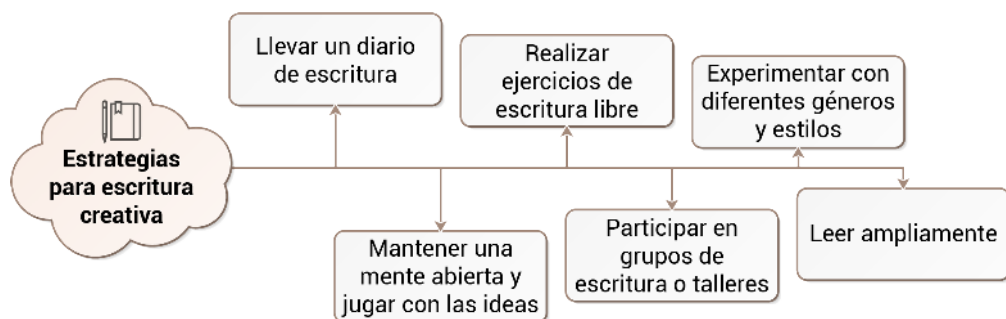 Estrategias
para escritura
creativa
Llevar un diario
de escritura
Realizar
ejercicios de
escritura libre
Experimentar con
diferentes géneros
y estilos
Mantener una
mente abierta y
jugar con las ideas
Participar en
grupos de
escritura o talleres
Leer ampliamente